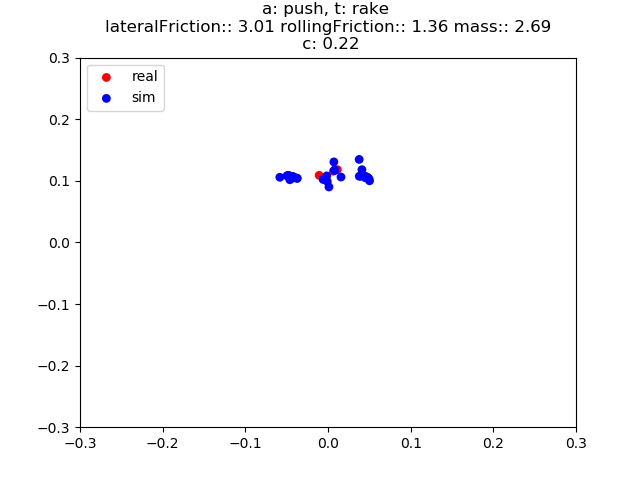 a: push, t: rake
lateralFriction:: 3.01 rollingFriction:: 1.36 mass:: 2.69
c: 0.22
real
sim
0.3
0.2
0.1
0.0
−0.1
−0.2
−0.3
−0.3 −0.2 −0.1 0.0 0.1 0.2 0.3